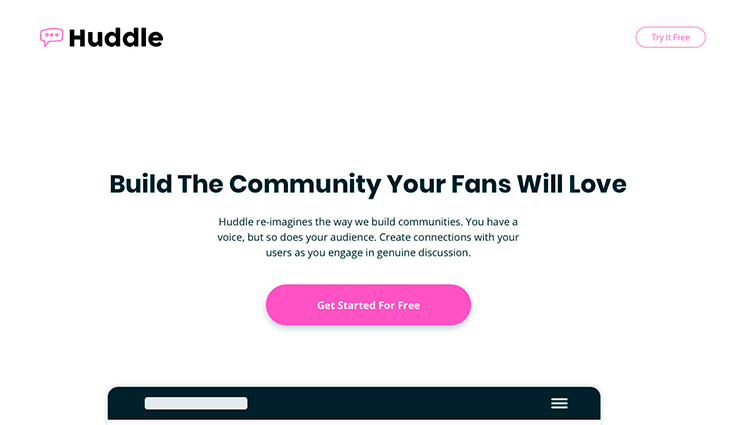 Huddle
Try It Free
Build The Community Your Fans Will Love
Huddle re-imagines the way we build communities. You have a
voice, but so does your audience. Create connections with your
users as you engage in genuine discussion.
Get Started For Free